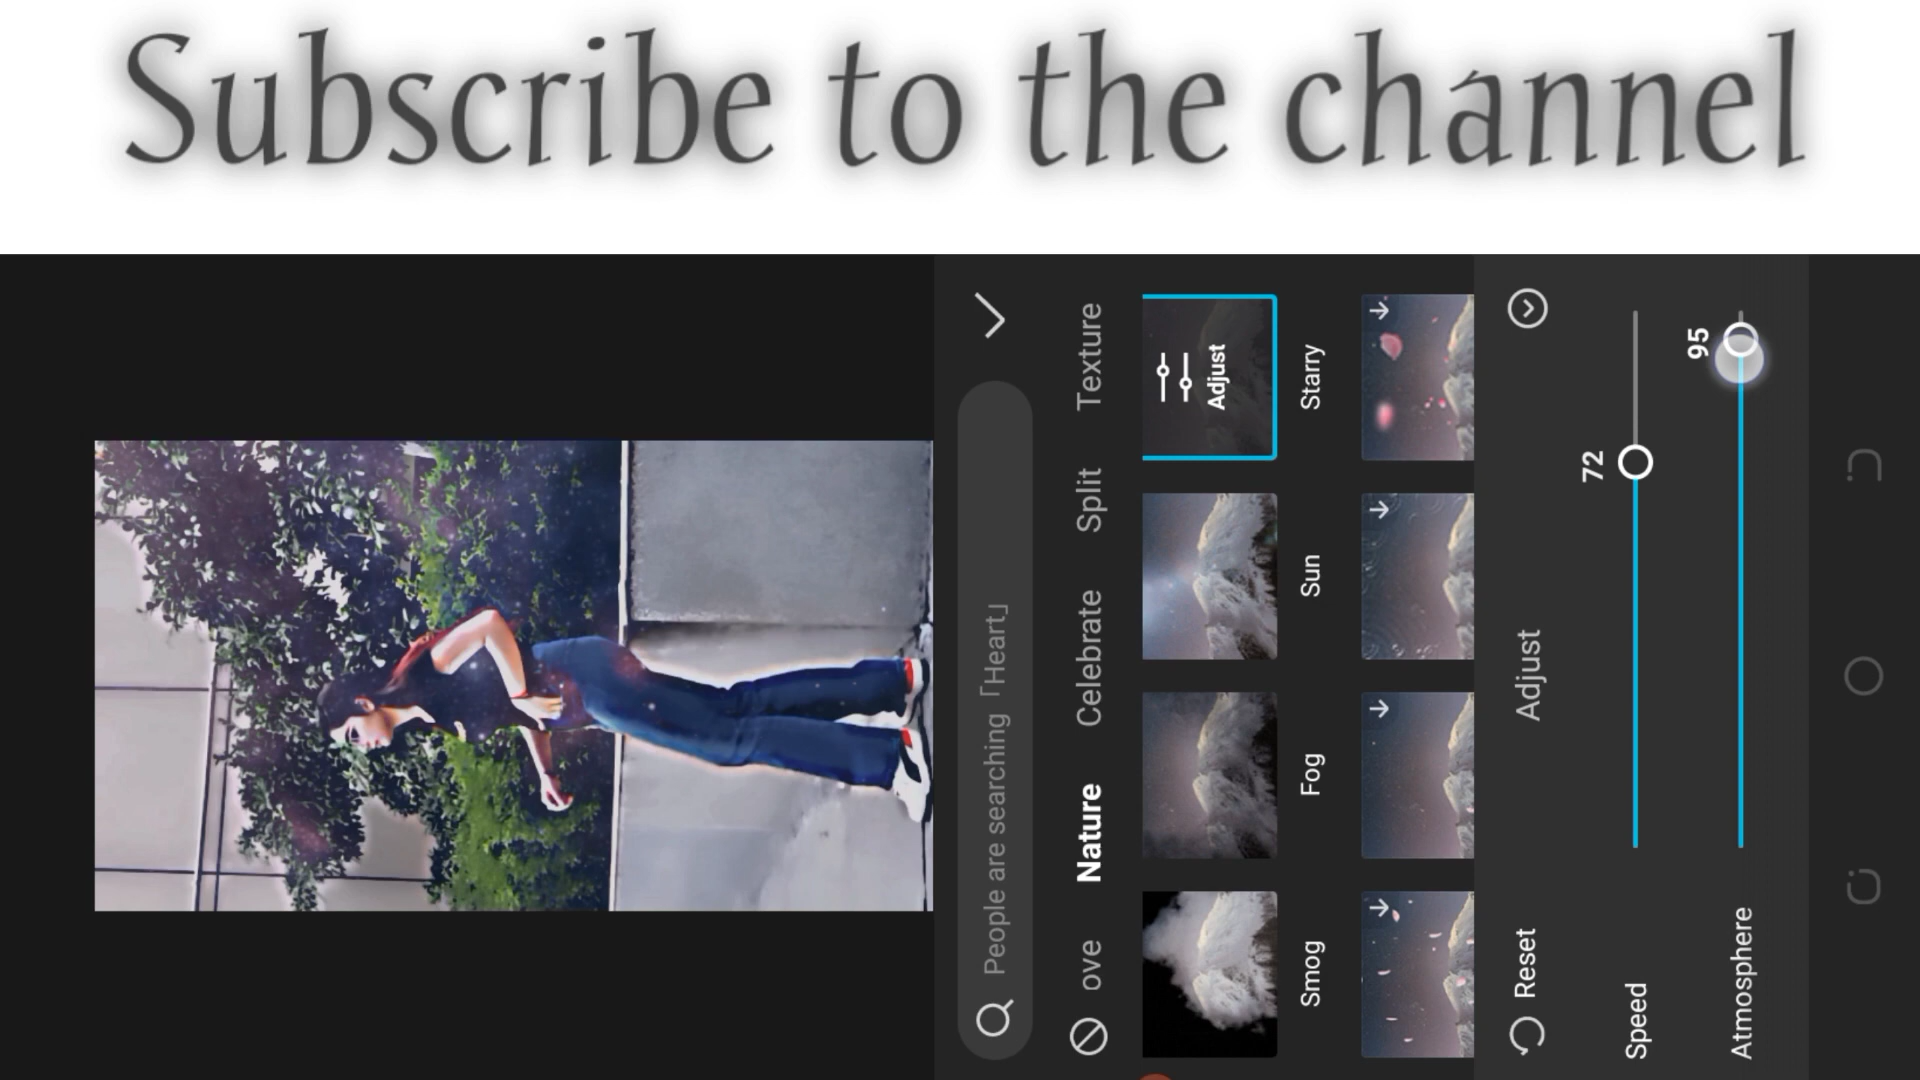 Subscribe to the channel
People are searching「Heart」
ove Nature Celebrate Split Texture
Adjust
Smog Fog Sun Starry
Reset Adjust
Speed 72
Atmosphere 95